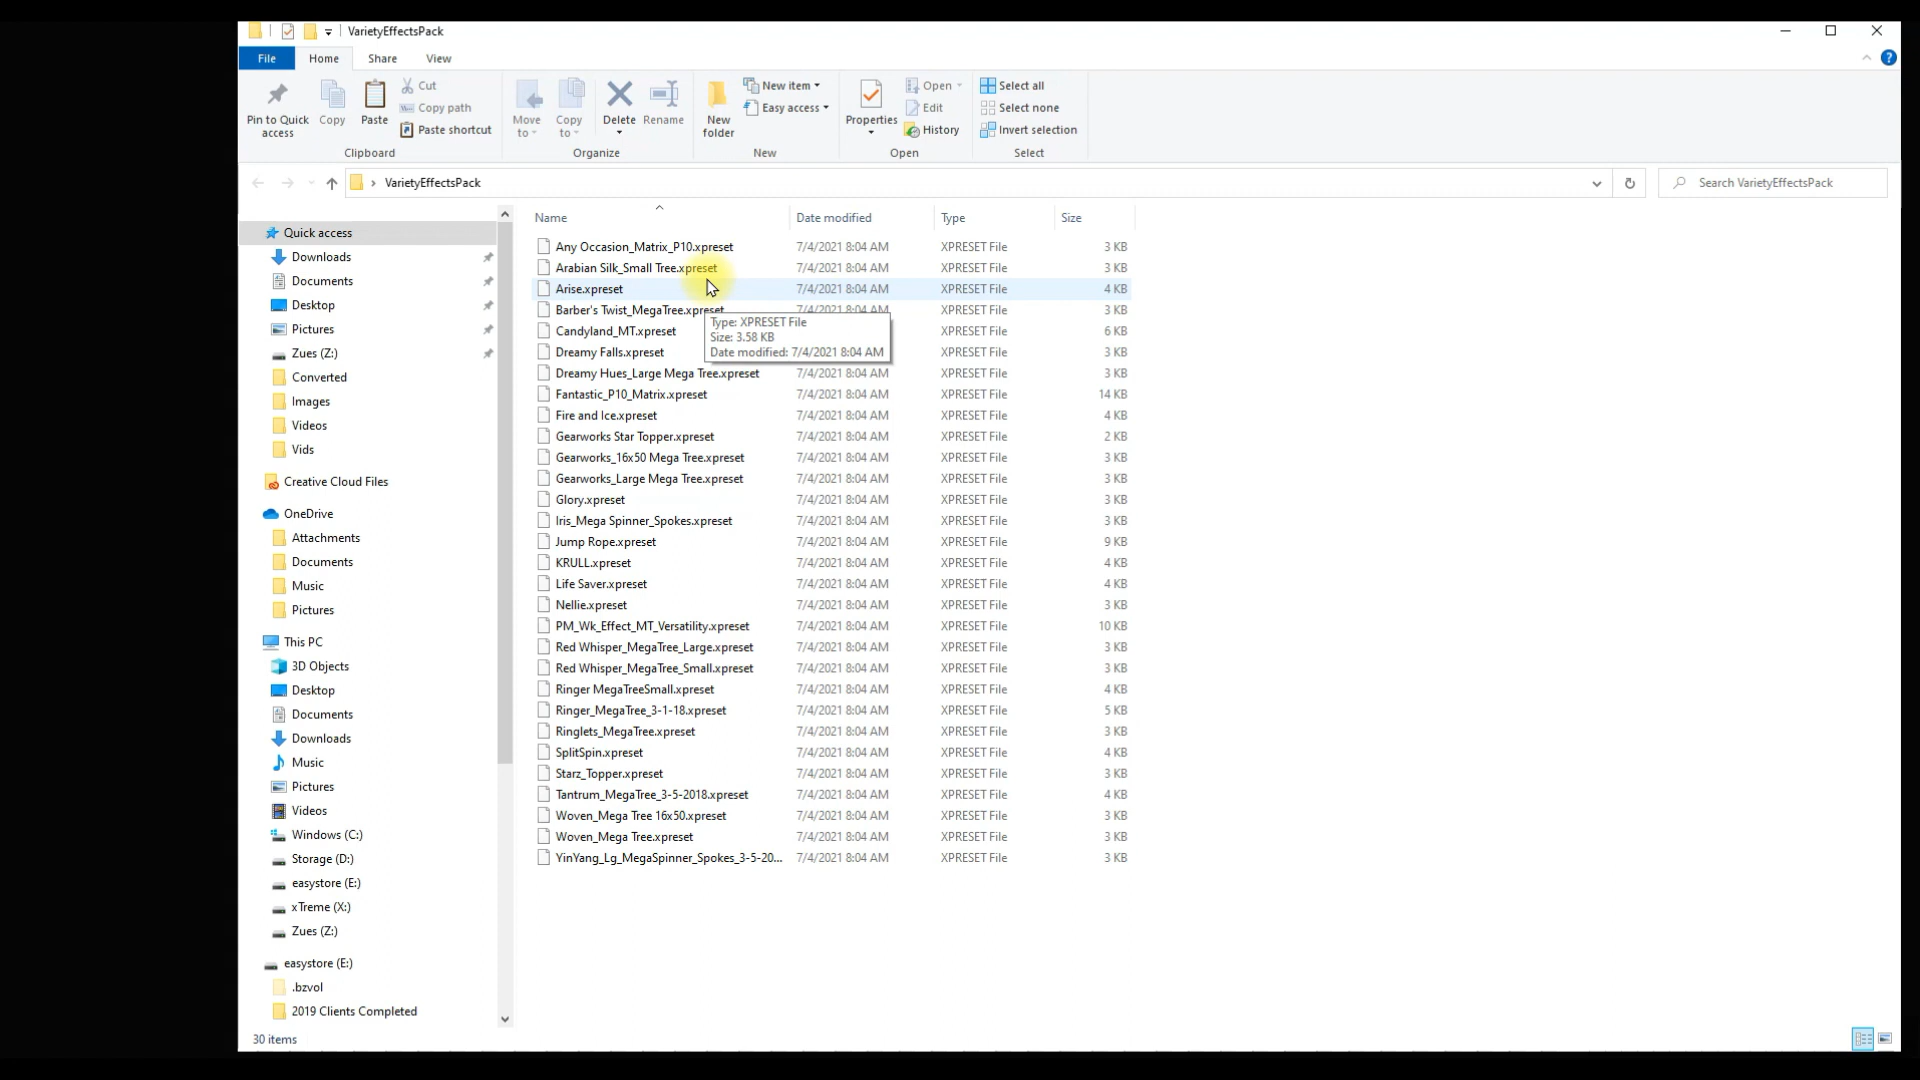 VarietyEffectsPack
File Home Share View
Pin to Quick access
Copy
Paste
Cut
Copy path
Paste shortcut
Clipboard
Move to
Copy to
Delete
Rename
Organize
New folder
New item
Easy access
New
Properties
Open
Edit
History
Open
Select all
Select none
Invert selection
Select
VarietyEffectsPack
Search VarietyEffectsPack
Quick access
Downloads
Documents
Desktop
Pictures
Zues (Z:)
Converted
Images
Videos
Vids
Creative Cloud Files
OneDrive
Attachments
Documents
Music
Pictures
This PC
3D Objects
Desktop
Documents
Downloads
Music
Pictures
Videos
Windows (C:)
Storage (D:)
easystore (E:)
xTreme (X:)
Zues (Z:)
easystore (E:)
.bzvol
2019 Clients Completed
Name Date modified Type Size
Any Occasion_Matrix_P10.xpreset 7/4/2021 8:04 AM XPRESET File 3 KB
Arabian Silk_Small Tree.xpreset 7/4/2021 8:04 AM XPRESET File 3 KB
Arise.xpreset 7/4/2021 8:04 AM XPRESET File 4 KB
Barber's Twist_MegaTree.xpreset 7/4/2021 8:04 AM XPRESET File 3 KB
Candyland_MT.xpreset XPRESET File 6 KB
Dreamy Falls.xpreset XPRESET File 3 KB
Type: XPRESET File
Size: 3.58 KB
Date modified: 7/4/2021 8:04 AM
Dreamy Hues_Large Mega Tree.xpreset 7/4/2021 8:04 AM XPRESET File 3 KB
Fantastic_P10_Matrix.xpreset 7/4/2021 8:04 AM XPRESET File 14 KB
Fire and Ice.xpreset 7/4/2021 8:04 AM XPRESET File 4 KB
Gearworks Star Topper.xpreset 7/4/2021 8:04 AM XPRESET File 2 KB
Gearworks_16x50 Mega Tree.xpreset 7/4/2021 8:04 AM XPRESET File 3 KB
Gearworks_Large Mega Tree.xpreset 7/4/2021 8:04 AM XPRESET File 3 KB
Glory.xpreset 7/4/2021 8:04 AM XPRESET File 3 KB
Iris_Mega Spinner_Spokes.xpreset 7/4/2021 8:04 AM XPRESET File 3 KB
Jump Rope.xpreset 7/4/2021 8:04 AM XPRESET File 9 KB
KRULL.xpreset 7/4/2021 8:04 AM XPRESET File 4 KB
Life Saver.xpreset 7/4/2021 8:04 AM XPRESET File 4 KB
Nellie.xpreset 7/4/2021 8:04 AM XPRESET File 3 KB
PM_Wk_Effect_MT_Versatility.xpreset 7/4/2021 8:04 AM XPRESET File 10 KB
Red Whisper_MegaTree_Large.xpreset 7/4/2021 8:04 AM XPRESET File 3 KB
Red Whisper_MegaTree_Small.xpreset 7/4/2021 8:04 AM XPRESET File 3 KB
Ringer MegaTreeSmall.xpreset 7/4/2021 8:04 AM XPRESET File 4 KB
Ringer_MegaTree_3-1-18.xpreset 7/4/2021 8:04 AM XPRESET File 5 KB
Ringlets_MegaTree.xpreset 7/4/2021 8:04 AM XPRESET File 3 KB
SplitSpin.xpreset 7/4/2021 8:04 AM XPRESET File 4 KB
Starz_Topper.xpreset 7/4/2021 8:04 AM XPRESET File 3 KB
Tantrum_MegaTree_3-5-2018.xpreset 7/4/2021 8:04 AM XPRESET File 4 KB
Woven_Mega Tree 16x50.xpreset 7/4/2021 8:04 AM XPRESET File 3 KB
Woven_Mega Tree.xpreset 7/4/2021 8:04 AM XPRESET File 3 KB
YinYang_Lg_MegaSpinner_Spokes_3-5-20... 7/4/2021 8:04 AM XPRESET File 3 KB
30 items